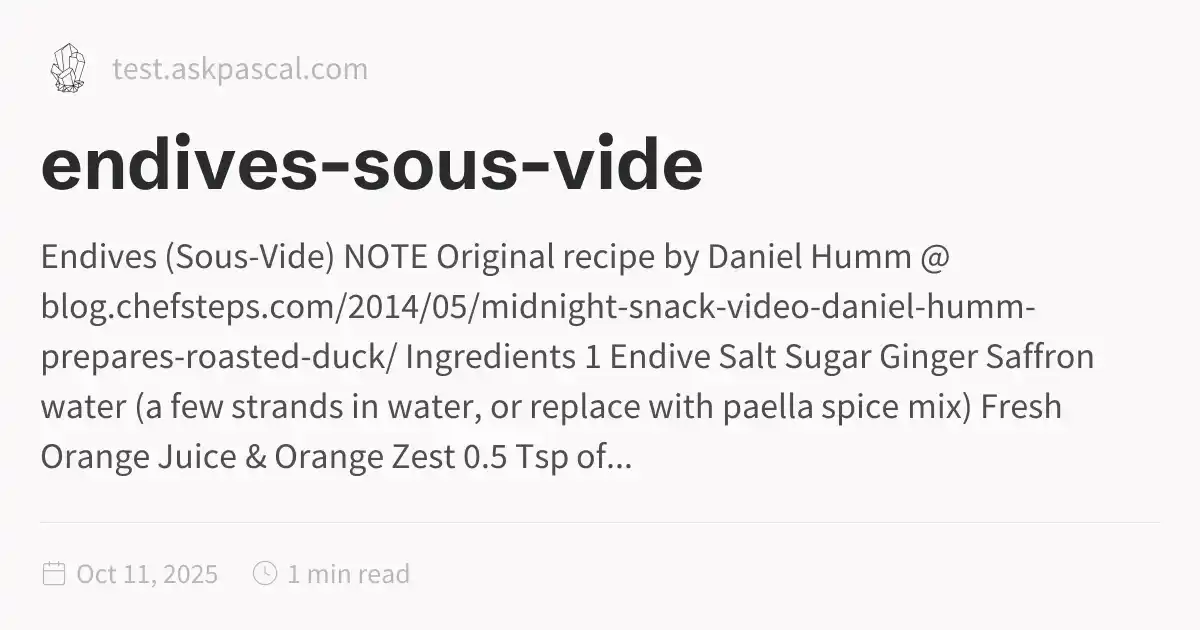 test.askpascal.com
endives-sous-vide
Endives (Sous-Vide) NOTE Original recipe by Daniel Humm @
blog.chefsteps.com/2014/05/midnight-snack-video-daniel-humm-
prepares-roasted-duck/ Ingredients 1 Endive Salt Sugar Ginger Saffron
water (a few strands in water, or replace with paella spice mix) Fresh
Orange Juice & Orange Zest 0.5 Tsp of...
Oct 11, 2025 1 min read